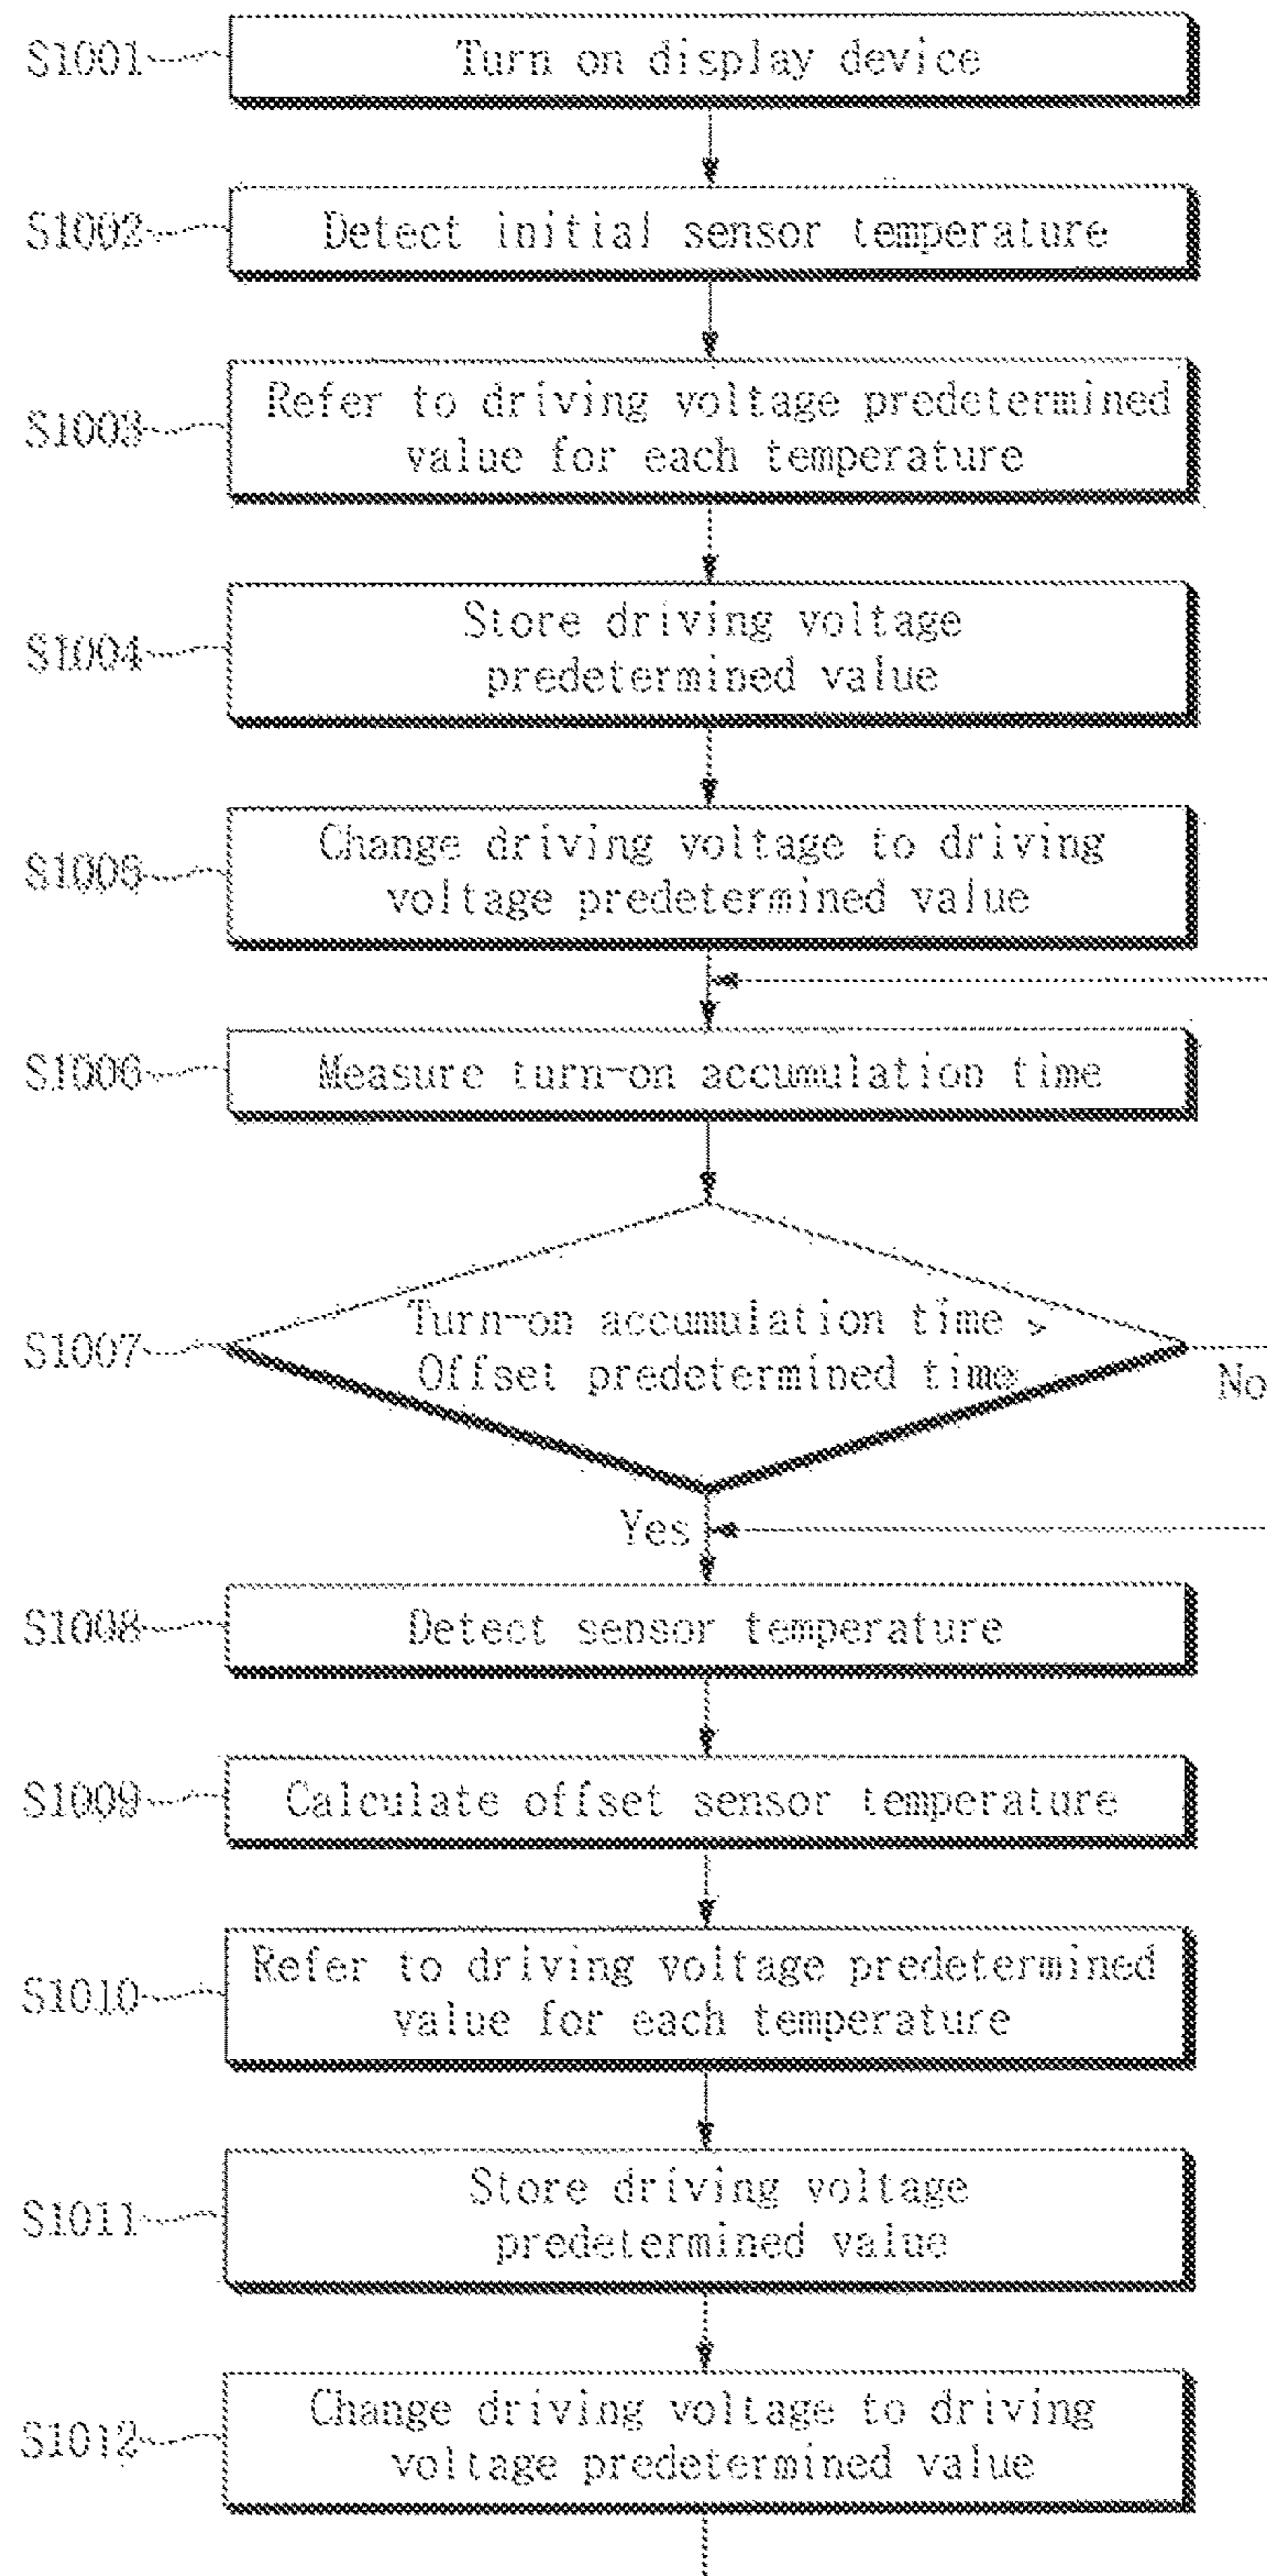 S1001 Turn on display device
S1002 Detect initial sensor temperature
S1003 Refer to driving voltage predetermined
value for each temperature
S1004 Store driving voltage
predetermined value
S1005 Change driving voltage to driving
voltage predetermined value
S1006 Measure turn-on accumulation time
S1007 Turn-on accumulation time >
Offset predetermined time
No
Yes
S1008 Detect sensor temperature
S1009 Calculate offset sensor temperature
S1010 Refer to driving voltage predetermined
value for each temperature
S1011 Store driving voltage
predetermined value
S1012 Change driving voltage to driving
voltage predetermined value